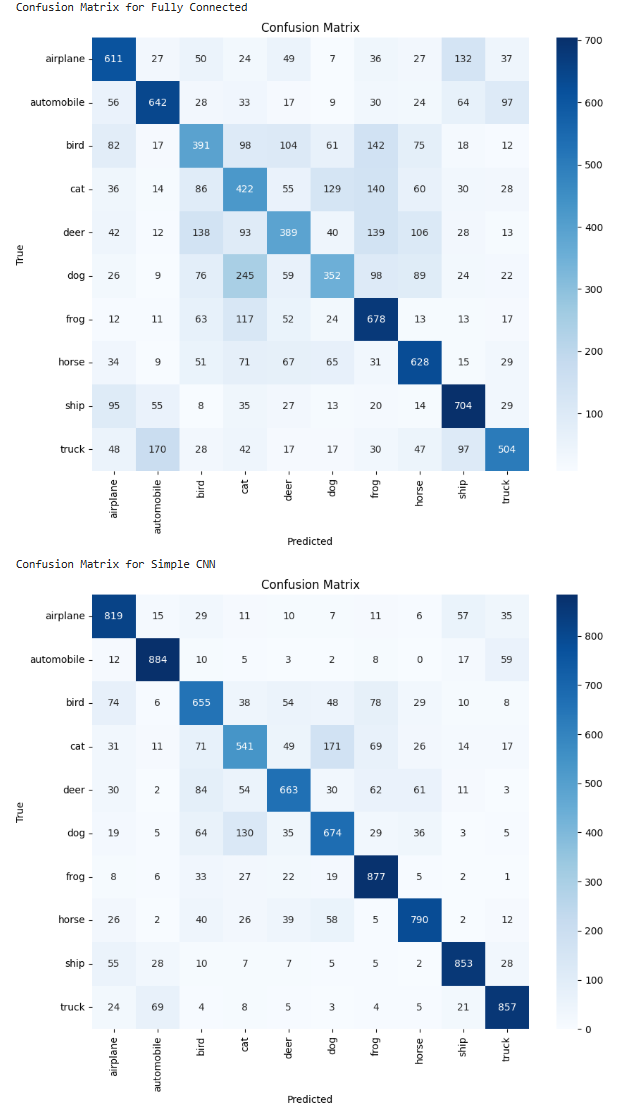 Confusion Matrix for Fully Connected
Confusion Matrix
airplane 611 27 50 24 49 7 36 27 132 37
automobile 56 642 28 33 17 9 30 24 64 97
bird 82 17 391 98 104 61 142 75 18 12
cat 36 14 86 422 55 129 140 60 30 28
deer 42 12 138 93 389 40 139 106 28 13
dog 26 9 76 245 59 352 98 89 24 22
frog 12 11 63 117 52 24 678 13 13 17
horse 34 9 51 71 67 65 31 628 15 29
ship 95 55 8 35 27 13 20 14 704 29
truck 48 170 28 42 17 17 30 47 97 504
True
airplane automobile bird cat deer dog frog horse ship truck
Predicted
700
600
500
400
300
200
100
Confusion Matrix for Simple CNN
Confusion Matrix
airplane 819 15 29 11 10 7 11 6 57 35
automobile 12 884 10 5 3 2 8 0 17 59
bird 74 6 655 38 54 48 78 29 10 8
cat 31 11 71 541 49 171 69 26 14 17
deer 30 2 84 54 663 30 62 61 11 3
dog 19 5 64 130 35 674 29 36 3 5
frog 8 6 33 27 22 19 877 5 2 1
horse 26 2 40 26 39 58 5 790 2 12
ship 55 28 10 7 7 5 5 2 853 28
truck 24 69 4 8 5 3 4 5 21 857
True
airplane automobile bird cat deer dog frog horse ship truck
Predicted
800
700
600
500
400
300
200
100
0